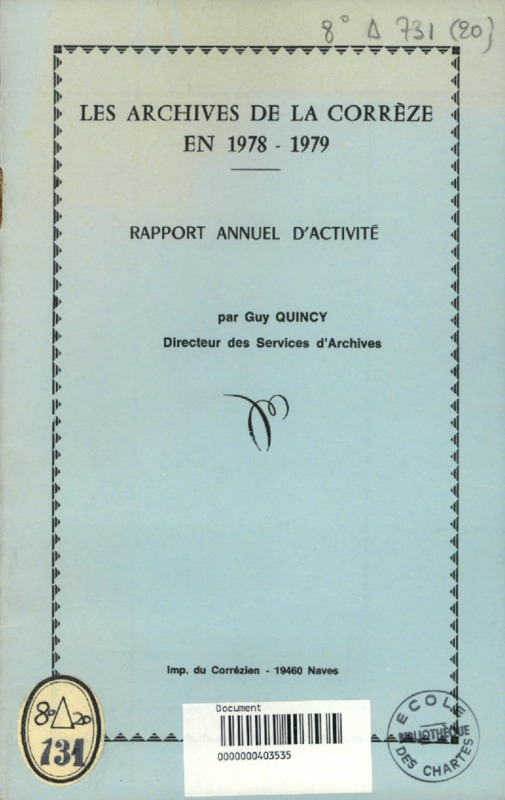 8° Δ 731 (20)
LES ARCHIVES DE LA CORRÈZE
EN 1978 - 1979
RAPPORT ANNUEL D'ACTIVITÉ
par Guy QUINCY
Directeur des Services d'Archives
Imp. du Corrézien - 19460 Naves
8° Δ 20
731
Document
0000000403535
ECOLE
BIBLIOTHÈQUE
DES CHARTES